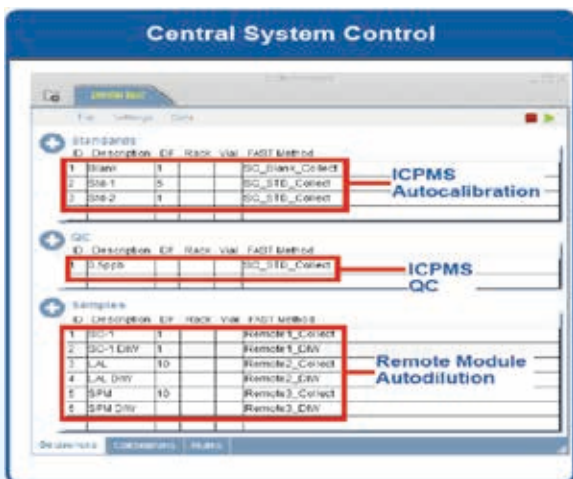 Central System Control
Standards
ID Description DF Rack Vial FAST Method
1 Blank 1 SC_Blank_Collect
2 Std-1 5 SC_STD_Collect
3 Std-2 1 SC_STD_Collect
ICPMS
Autocalibration
QC
ID Description DF Rack Vial FAST Method
1 0.5ppb SC_STD_Collect
ICPMS
QC
Samples
ID Description DF Rack Vial FAST Method
1 SC-1 1 Remote1_Collect
2 SC-1 DIW 1 Remote1_DIW
3 LAL 10 Remote2_Collect
4 LAL DIW Remote2_DIW
5 SPM 10 Remote3_Collect
6 SPM DIW Remote3_DIW
Remote Module
Autodilution